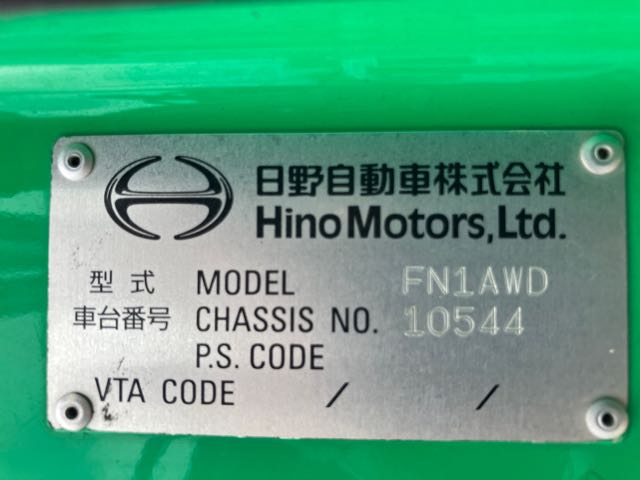 日野自動車株式会社
Hino Motors, Ltd.
型式 MODEL FN1AWD
車台番号 CHASSIS NO. 10544
P.S. CODE
VTA CODE / /